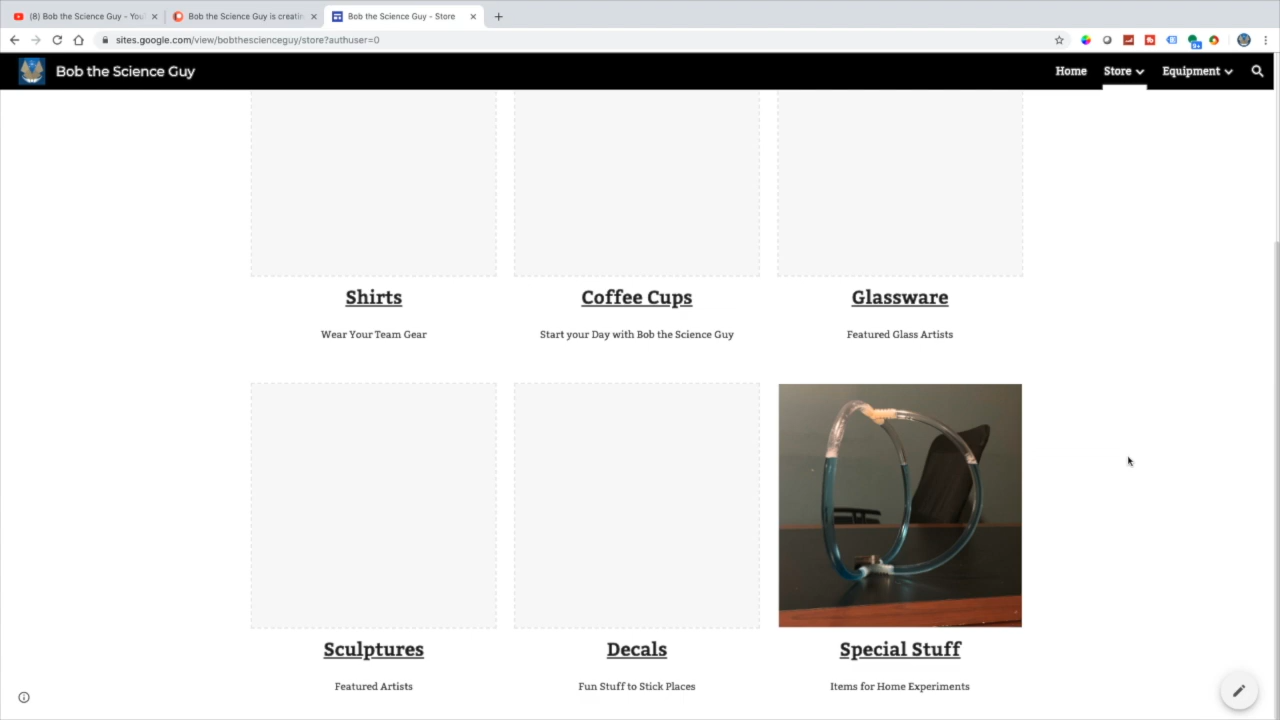 (8) Bob the Science Guy - You
Bob the Science Guy is creatin
Bob the Science Guy - Store
sites.google.com/view/bobthescienceguy/store?authuser=0
9+
Bob the Science Guy
Home
Store
Equipment
Shirts
Coffee Cups
Glassware
Wear Your Team Gear
Start your Day with Bob the Science Guy
Featured Glass Artists
Sculptures
Decals
Special Stuff
Featured Artists
Fun Stuff to Stick Places
Items for Home Experiments